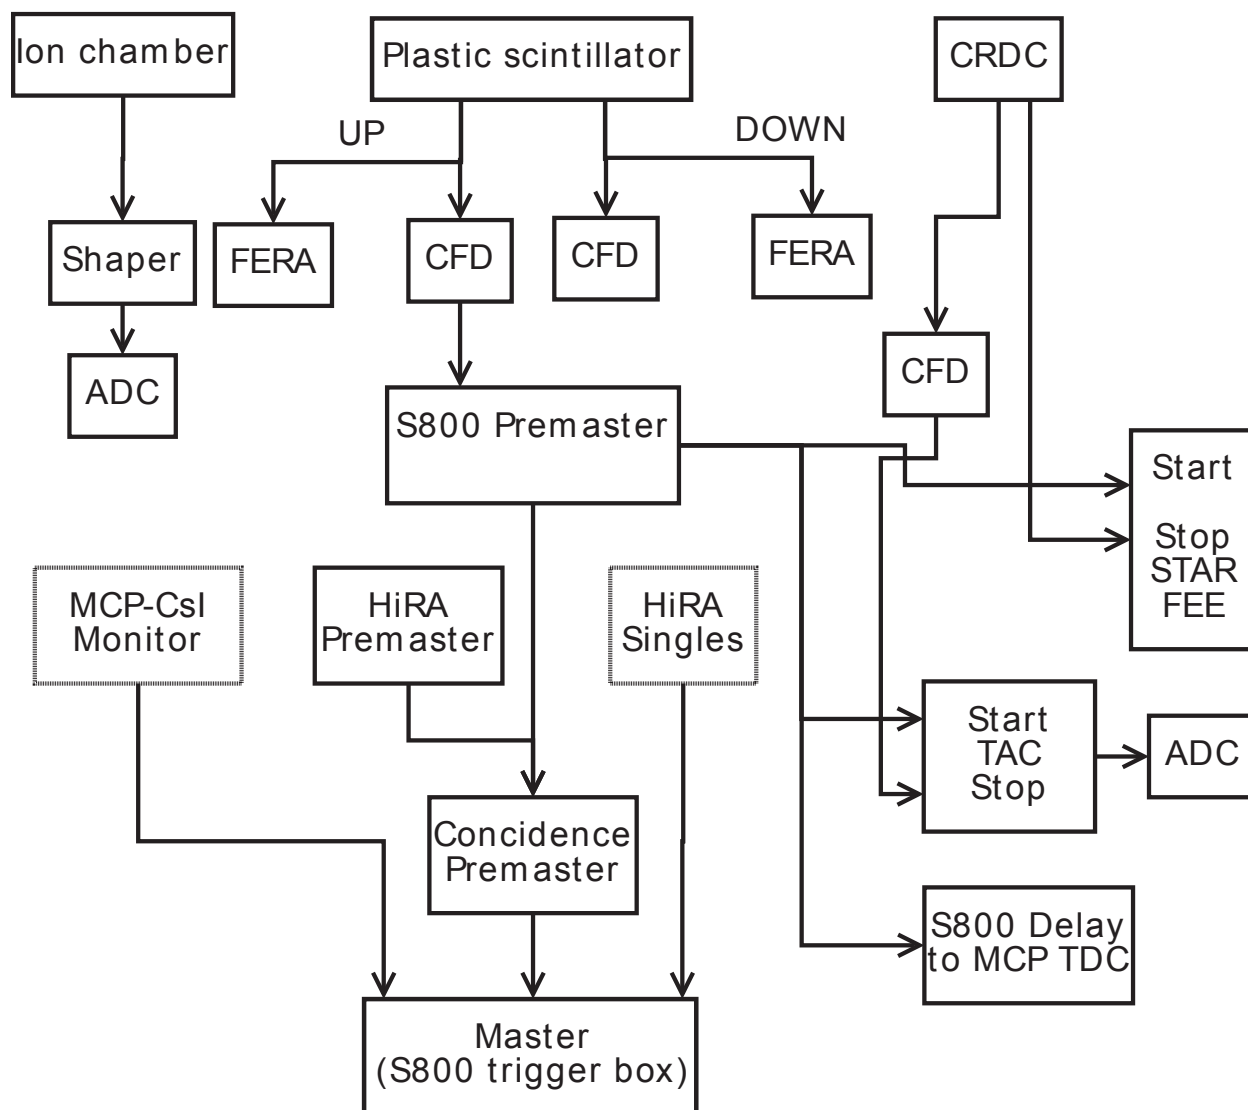 Ion chamber
Plastic scintillator
CRDC
UP
DOWN
Shaper
FERA
CFD
CFD
FERA
CFD
ADC
S800 Premaster
Start
Stop
STAR
FEE
MCP-CsI
Monitor
HiRA
Premaster
HiRA
Singles
Start
TAC
Stop
ADC
Concidence
Premaster
S800 Delay
to MCP TDC
Master
(S800 trigger box)